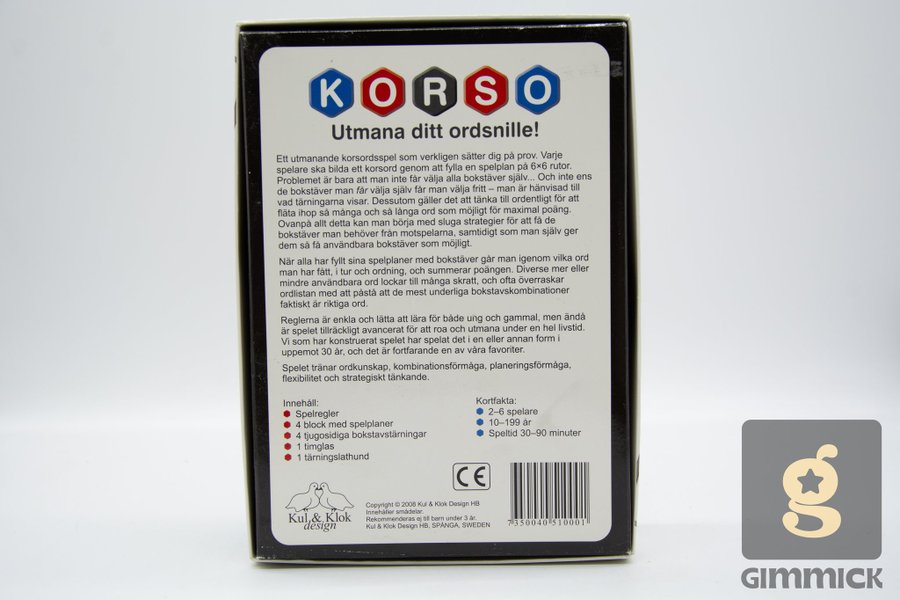 KORSO
Utmana ditt ordsnille!
Ett utmanande korsordsspel som verkligen sätter dig på prov. Varje
spelare ska bilda ett korsord genom att fylla en spelplan på 6×6 rutor.
Problemet är bara att man inte får välja alla bokstäver själv... Och inte ens
de bokstäver man får välja själv får man välja fritt – man är hänvisad till
vad tärningarna visar. Dessutom gäller det att tänka till ordentligt för att
fläta ihop så många och så långa ord som möjligt för maximal poäng.
Ovanpå allt detta kan man börja med sluga strategier för att få de
bokstäver man behöver från motspelarna, samtidigt som man själv ger
dem så få användbara bokstäver som möjligt.
När alla har fyllt sina spelplaner med bokstäver går man igenom vilka ord
man har fått, i tur och ordning, och summerar poängen. Diverse mer eller
mindre användbara ord lockar till många skratt, och ofta överraskar
ordlistan med att påstå att de mest underliga bokstavskombinationer
faktiskt är riktiga ord.
Reglerna är enkla och lätta att lära för både ung och gammal, men ändå
är spelet tillräckligt avancerat för att roa och utmana under en hel livstid.
Vi som har konstruerat spelet har spelat det i en eller annan form i
uppemot 30 år, och det är fortfarande en av våra favoriter.
Spelet tränar ordkunskap, kombinationsförmåga, planeringsförmåga,
flexibilitet och strategiskt tänkande.
Innehåll:
Spelregler
4 block med spelplaner
4 tjugosidiga bokstavstärningar
1 timglas
1 tärningslathund
Kortfakta:
2–6 spelare
10–199 år
Speltid 30–90 minuter
CE
Kul & Klok
design
Copyright © 2008 Kul & Klok Design HB
Innehåller smådelar.
Rekommenderas ej till barn under 3 år.
Kul & Klok Design HB, SPÅNGA, SWEDEN
7 350040 510001
g
GIMMICK